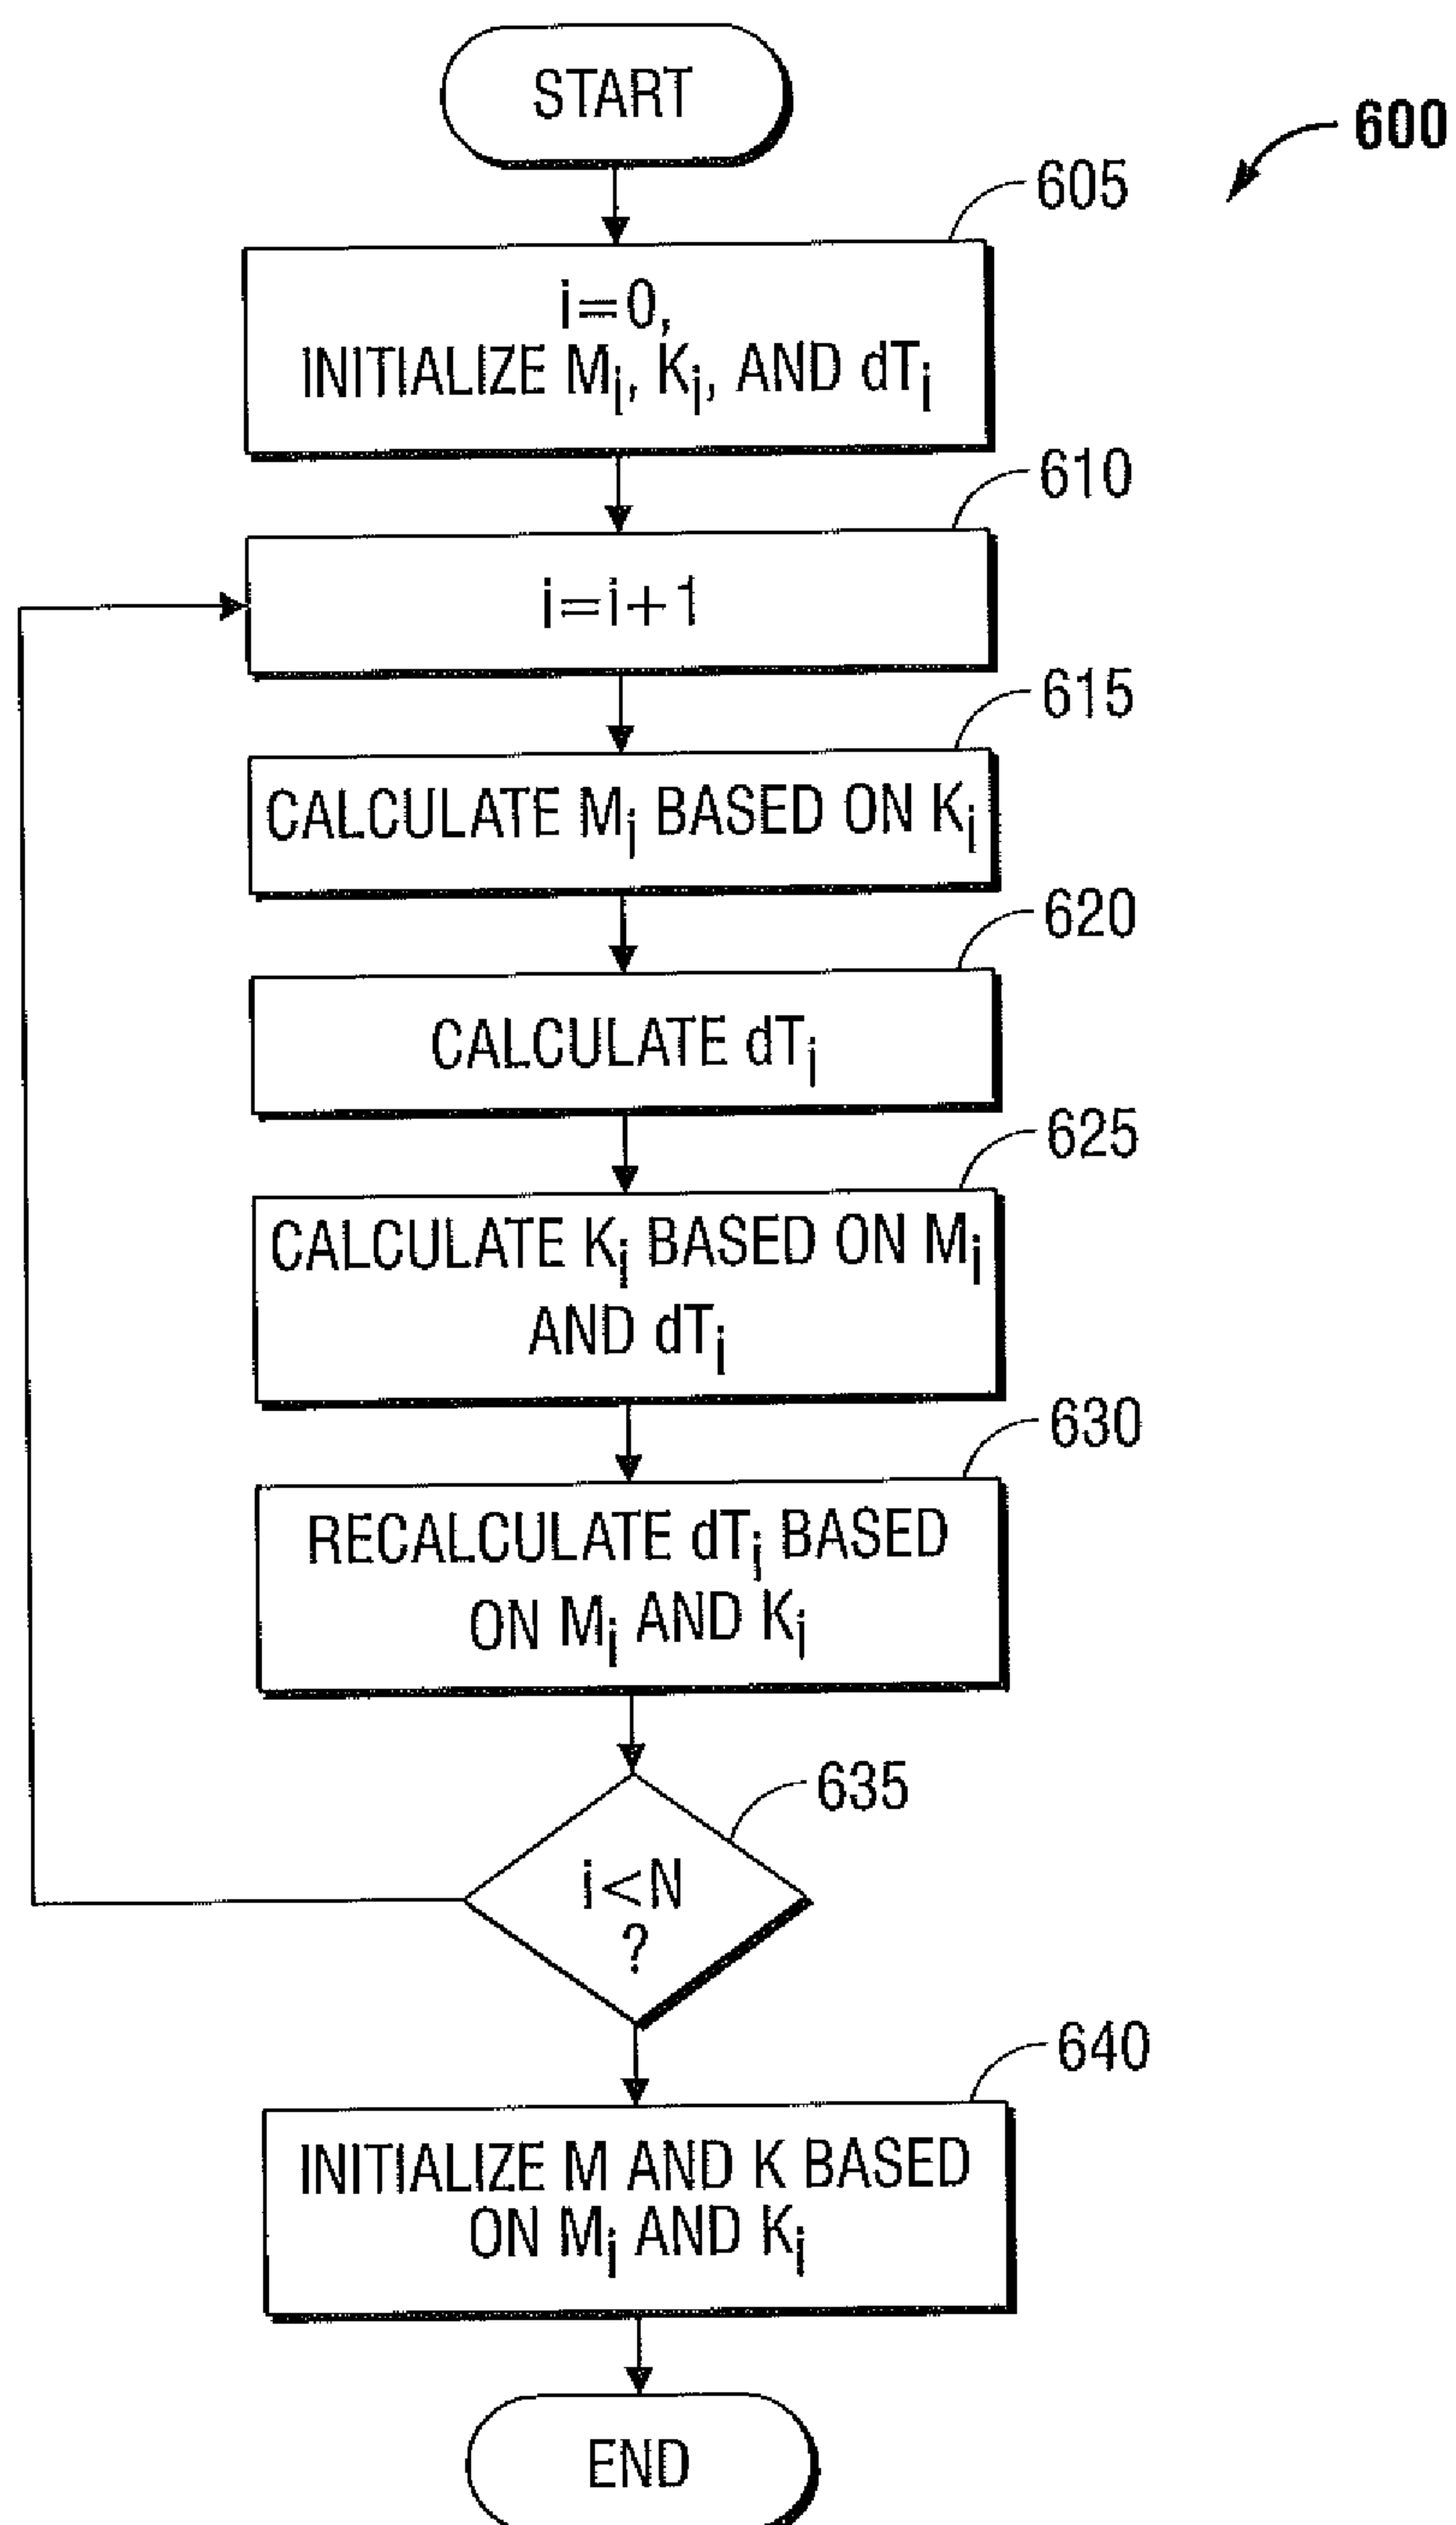 START
600
605
i=0,
INITIALIZE Mi, Ki, AND dTi
610
i=i+1
615
CALCULATE Mi BASED ON Ki
620
CALCULATE dTi
625
CALCULATE Ki BASED ON Mi
AND dTi
630
RECALCULATE dTi BASED
ON Mi AND Ki
635
i<N
?
640
INITIALIZE M AND K BASED
ON Mi AND Ki
END